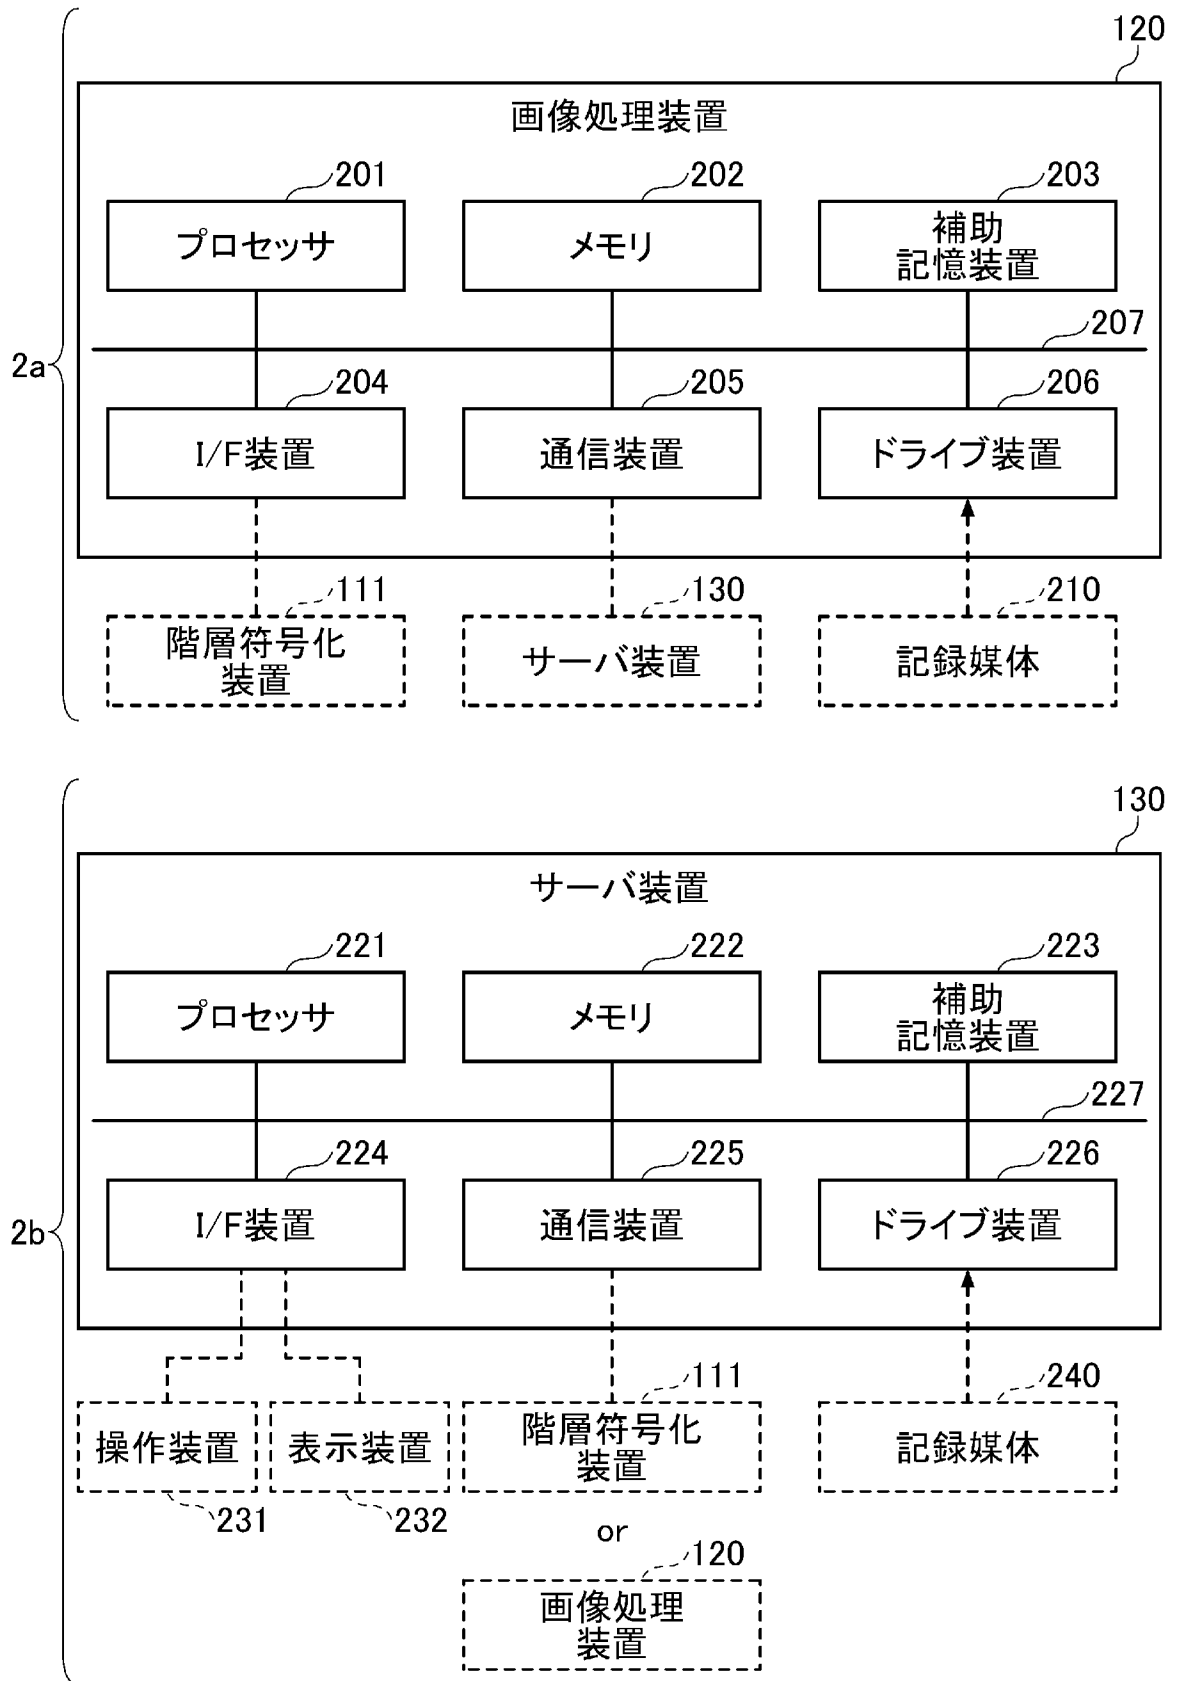 120
画像処理装置
201
202
203
プロセッサ
メモリ
補助
記憶装置
207
2a
204
205
206
I/F装置
通信装置
ドライブ装置
111
130
210
階層符号化
装置
サーバ装置
記録媒体
130
サーバ装置
221
222
223
プロセッサ
メモリ
補助
記憶装置
227
224
225
226
I/F装置
通信装置
ドライブ装置
2b
111
240
操作装置
表示装置
階層符号化
装置
記録媒体
231
232
or
120
画像処理
装置